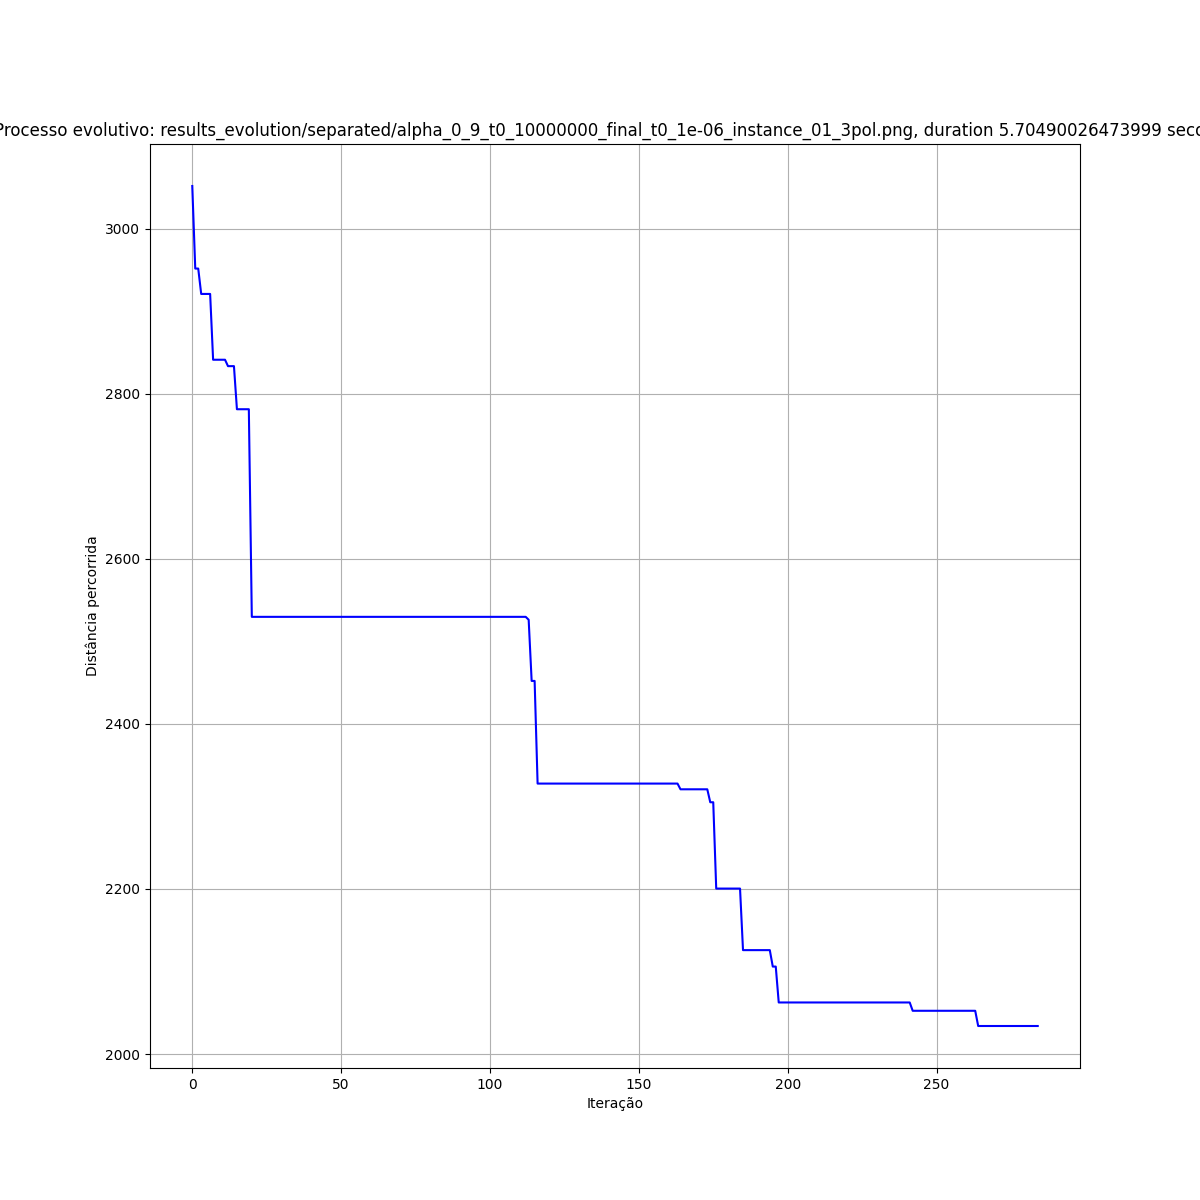 Processo evolutivo: results_evolution/separated/alpha_0_9_t0_10000000_final_t0_1e-06_instance_01_3pol.png, duration 5.70490026473999 seco
3000
2800
2600
2400
2200
2000
Distância percorrida
0 50 100 150 200 250
Iteração